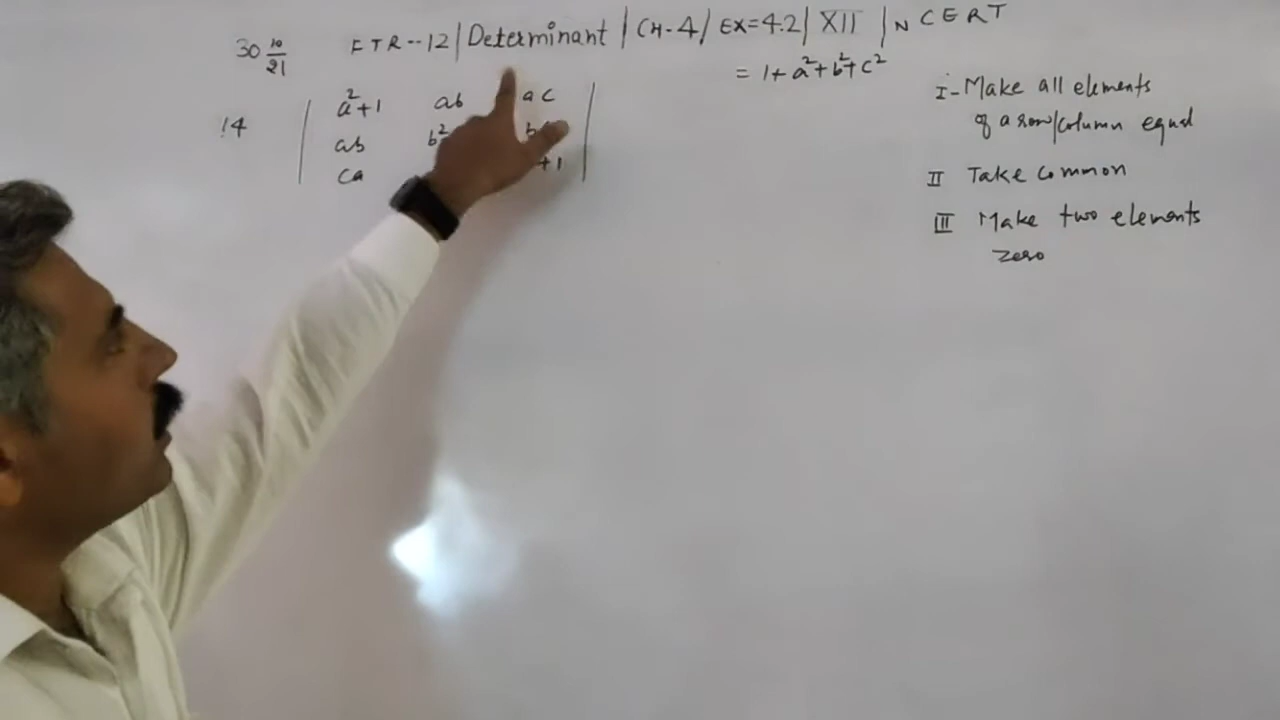 30 10/21 FTR-12 | Determinant | CH-4 / EX=4.2 | XII | NCERT
= 1+a²+b²+c²
14 | a²+1 ab ac |
ab b²
ca +1
I- Make all elements
of a row/column equal
II Take common
III Make two elements
zero